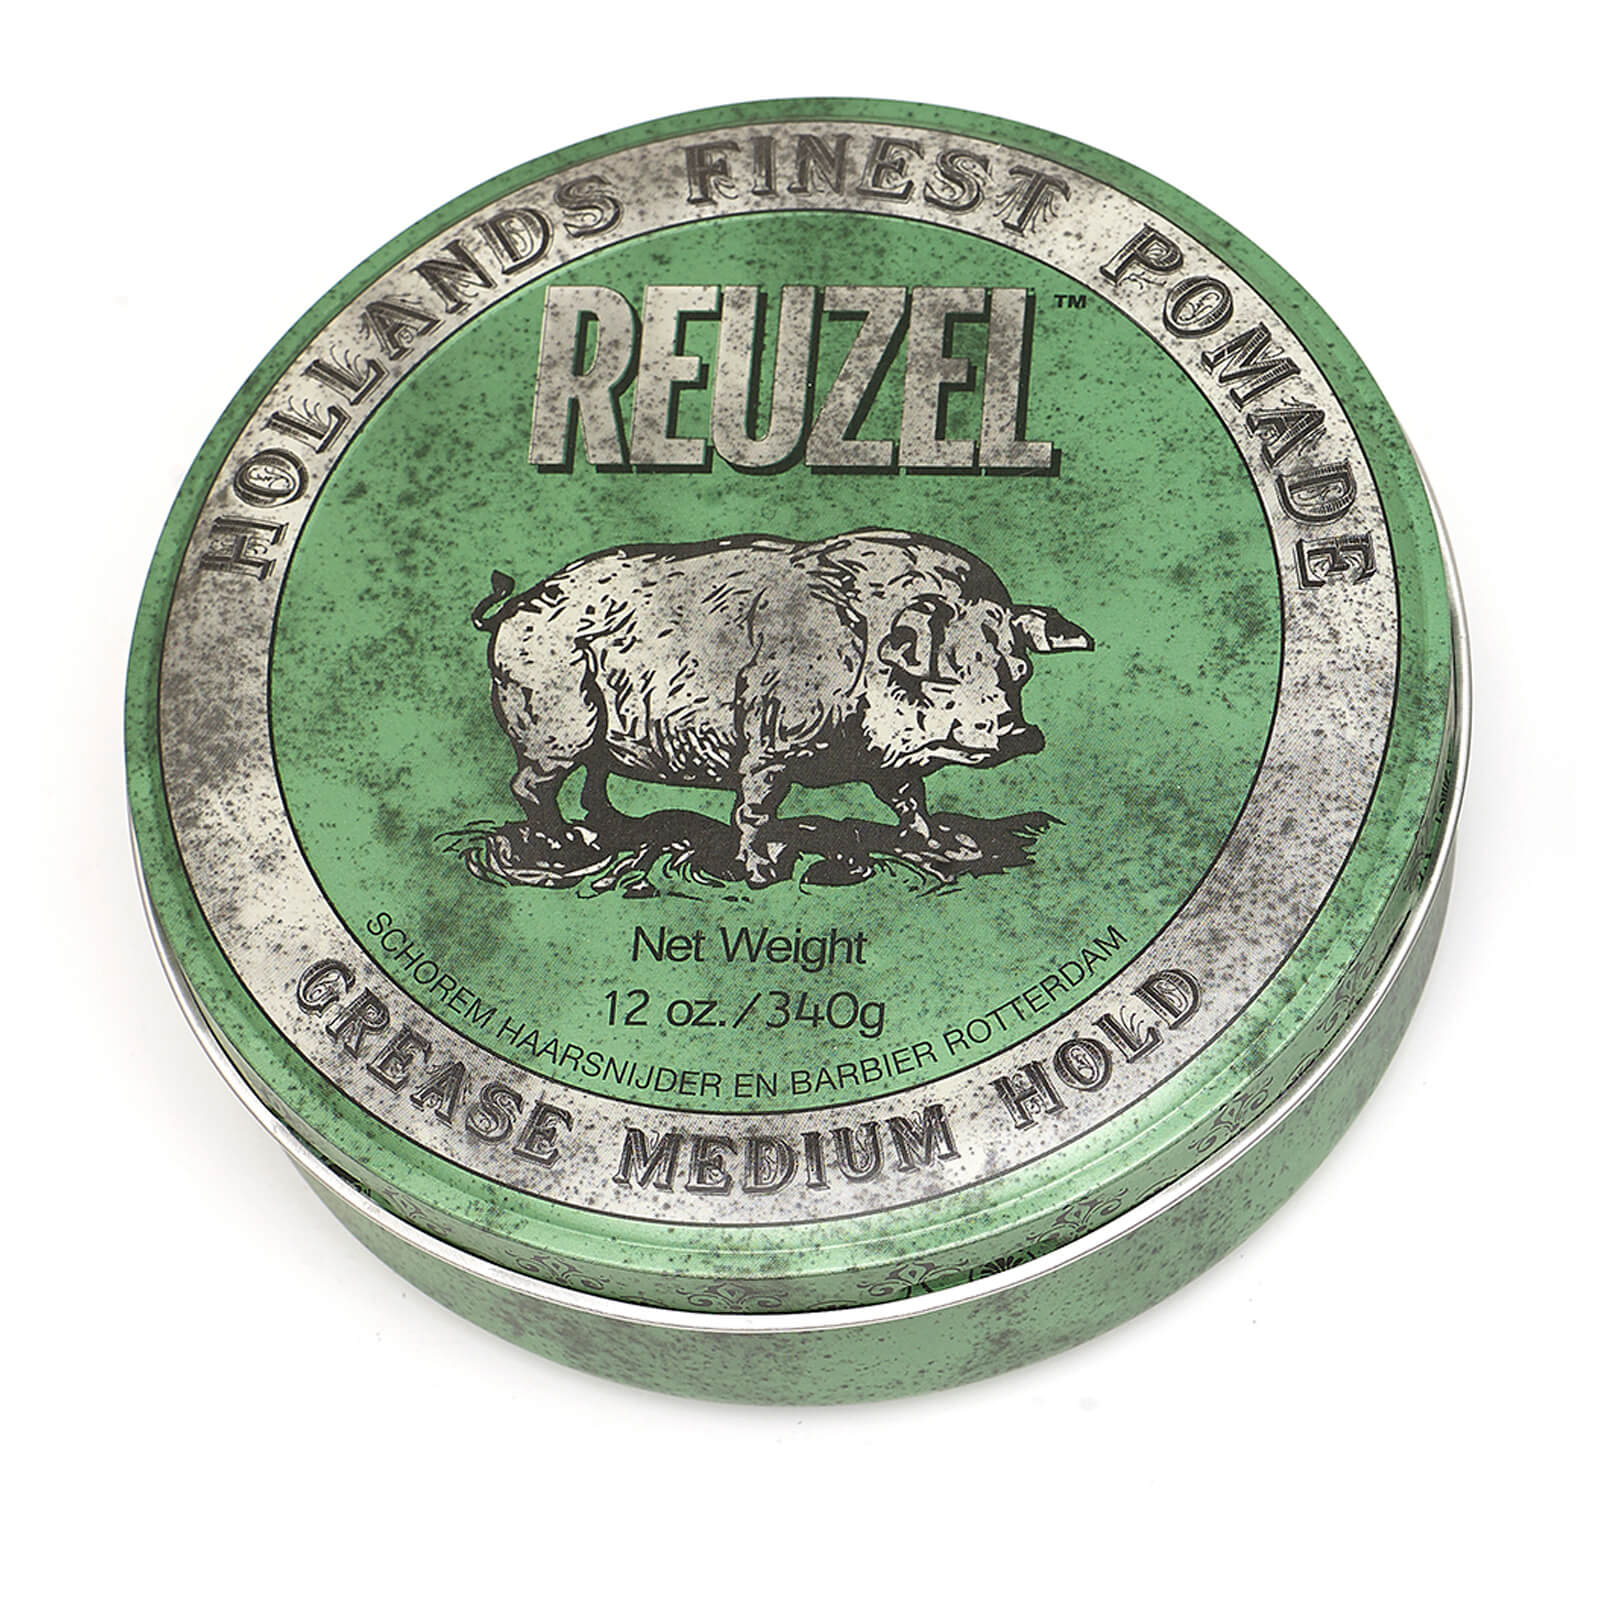 HOLLANDS FINEST POMADE
REUZEL™
Net Weight
12 oz./340g
SCHOREM HAARSNIJDER EN BARBIER ROTTERDAM
GREASE MEDIUM HOLD